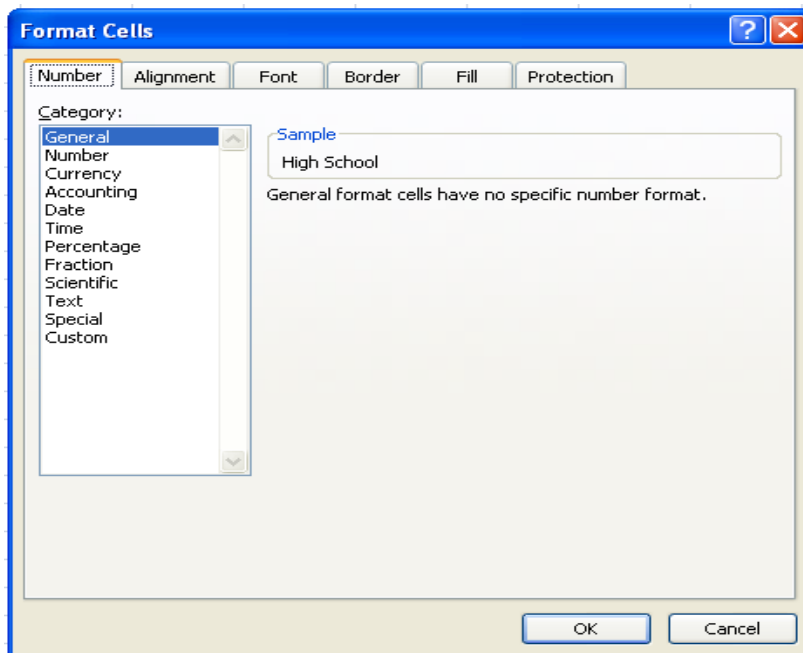 Format Cells
?
Number Alignment Font Border Fill Protection
Category:
General
Number
Currency
Accounting
Date
Time
Percentage
Fraction
Scientific
Text
Special
Custom
Sample
High School
General format cells have no specific number format.
OK Cancel